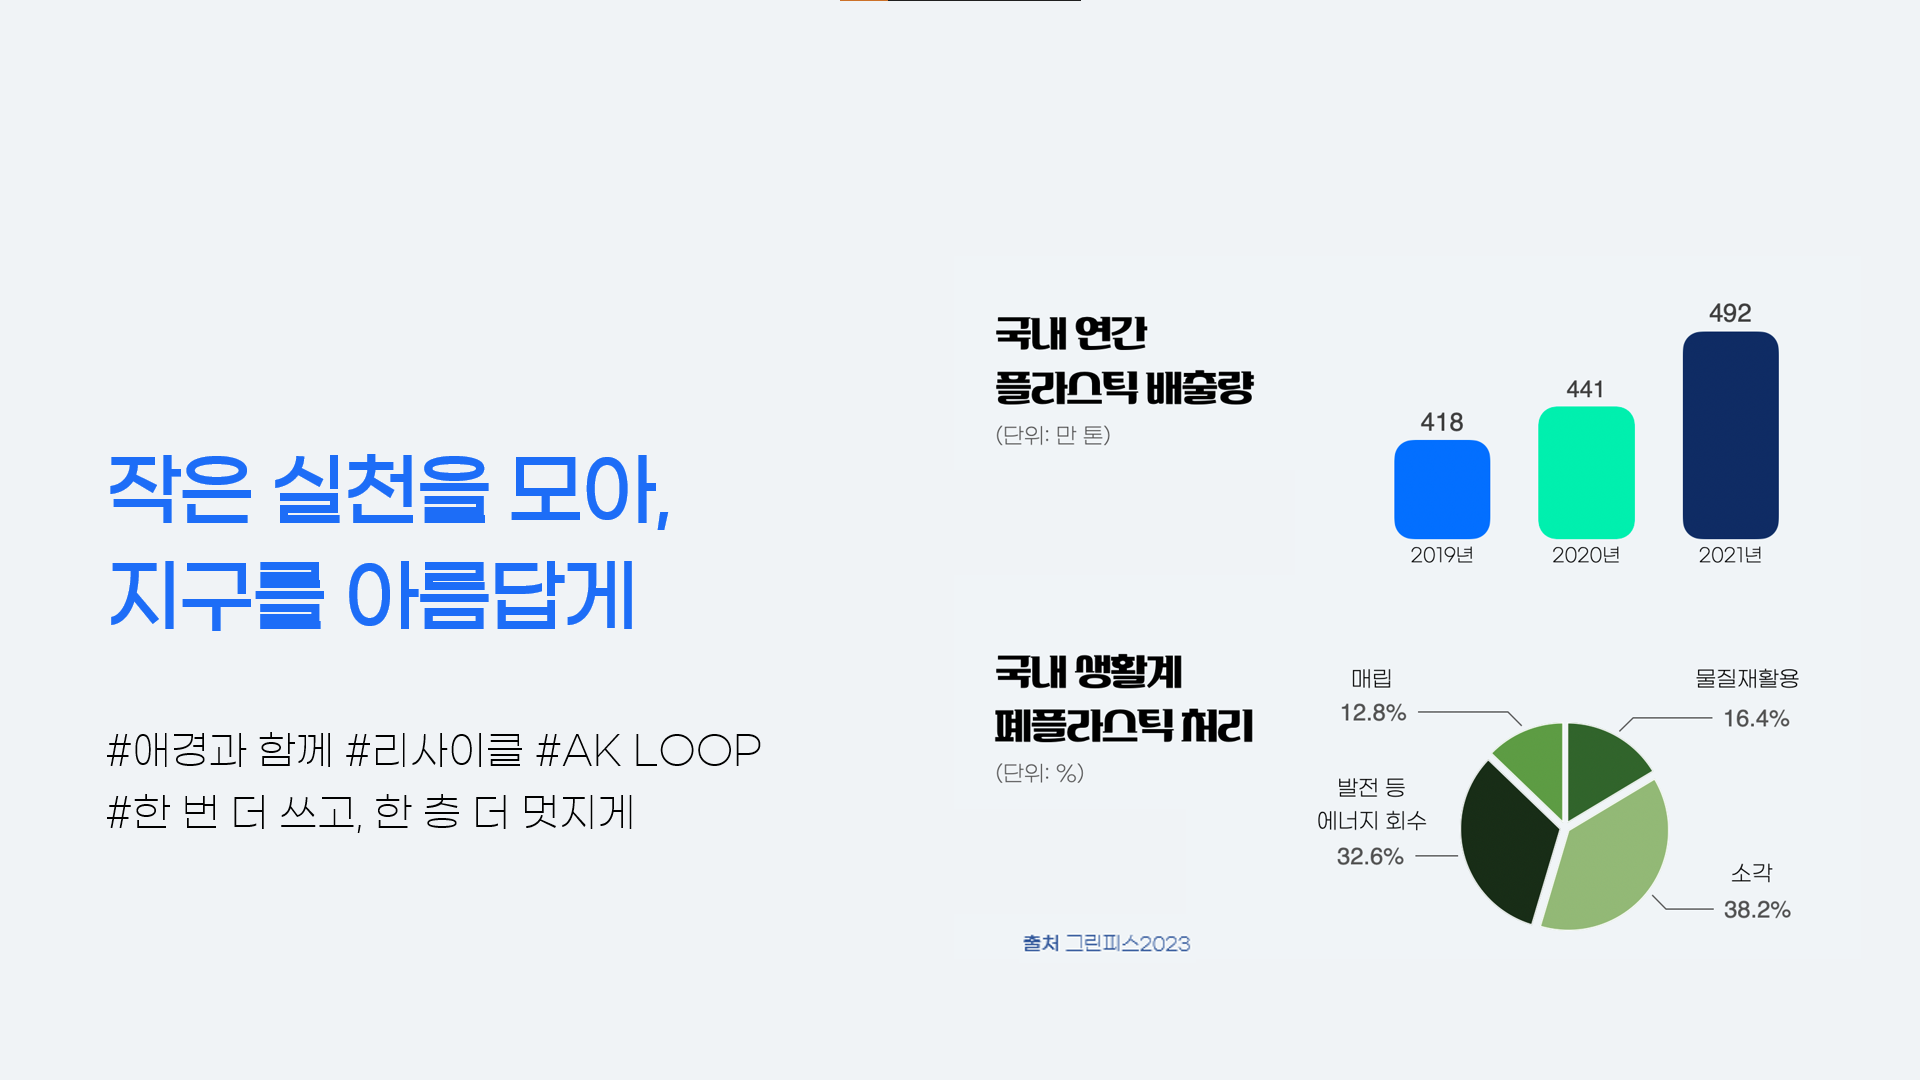 작은 실천을 모아,
지구를 아름답게
#애경과 함께 #리사이클 #AK LOOP
#한 번 더 쓰고, 한 층 더 멋지게
국내 연간
플라스틱 배출량
(단위: 만 톤)
418
441
492
2019년
2020년
2021년
국내 생활계
폐플라스틱 처리
(단위: %)
매립
12.8%
물질재활용
16.4%
발전 등
에너지 회수
32.6%
소각
38.2%
출처 그린피스2023